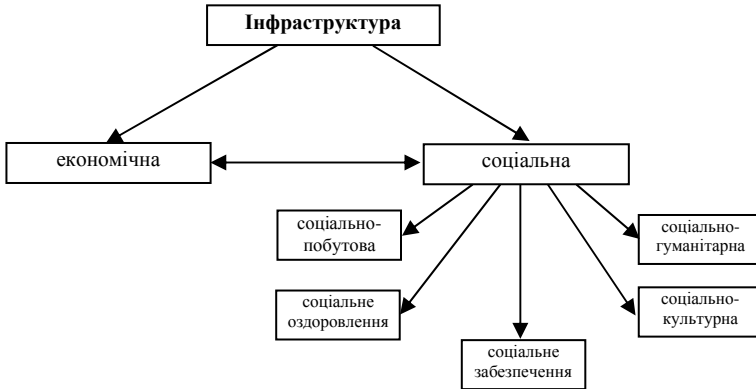 Інфраструктура
економічна
соціальна
соціально-
побутова
соціально-
гуманітарна
соціальне
оздоровлення
соціально-
культурна
соціальне
забезпечення